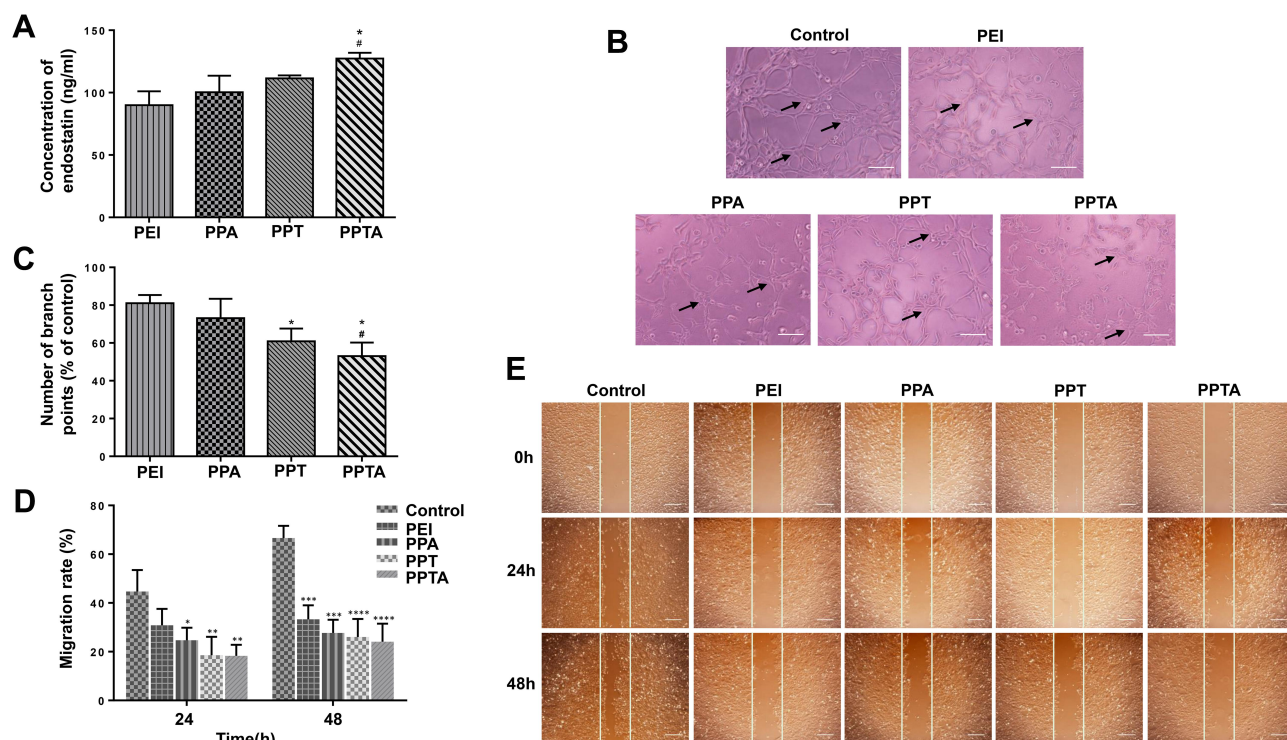 A
Concentration of
endostatin (ng/ml)
150
100
50
0
*
#
PEI PPA PPT PPTA
B
Control PEI
PPA PPT PPTA
C
Number of branch
points (% of control)
100
80
60
40
20
0
*
*
#
PEI PPA PPT PPTA
D
Migration rate (%)
80
60
40
20
0
Control
PEI
PPA
PPT
PPTA
* ** **
*** *** **** ****
24 48
Time(h)
E
Control PEI PPA PPT PPTA
0h
24h
48h